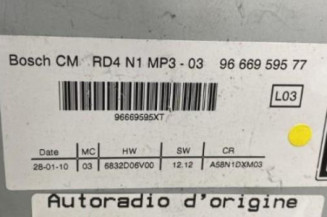 Bosch CM RD4 N1 MP3 - 03 96 669 595 77
L03
96669595XT
Date MC HW SW CR
28-01-10 03 6832D06V00 12.12 A58N1DXM03
Autoradio d'origine